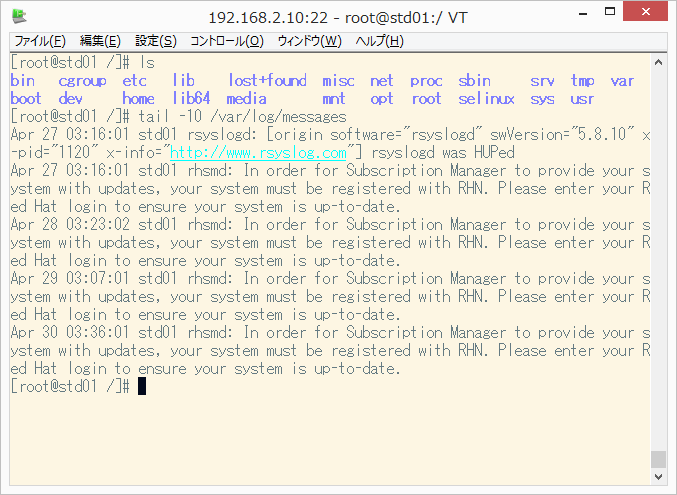 192.168.2.10:22 - root@std01:/ VT
ファイル(F) 編集(E) 設定(S) コントロール(O) ウィンドウ(W) ヘルプ(H)
[root@std01 /]# ls
bin cgroup etc lib lost+found misc net proc sbin srv tmp var
boot dev home lib64 media mnt opt root selinux sys usr
[root@std01 /]# tail -10 /var/log/messages
Apr 27 03:16:01 std01 rsyslogd: [origin software="rsyslogd" swVersion="5.8.10" x
-pid="1120" x-info="http://www.rsyslog.com"] rsyslogd was HUPed
Apr 27 03:16:01 std01 rhsmd: In order for Subscription Manager to provide your s
ystem with updates, your system must be registered with RHN. Please enter your R
ed Hat login to ensure your system is up-to-date.
Apr 28 03:23:02 std01 rhsmd: In order for Subscription Manager to provide your s
ystem with updates, your system must be registered with RHN. Please enter your R
ed Hat login to ensure your system is up-to-date.
Apr 29 03:07:01 std01 rhsmd: In order for Subscription Manager to provide your s
ystem with updates, your system must be registered with RHN. Please enter your R
ed Hat login to ensure your system is up-to-date.
Apr 30 03:36:01 std01 rhsmd: In order for Subscription Manager to provide your s
ystem with updates, your system must be registered with RHN. Please enter your R
ed Hat login to ensure your system is up-to-date.
[root@std01 /]#